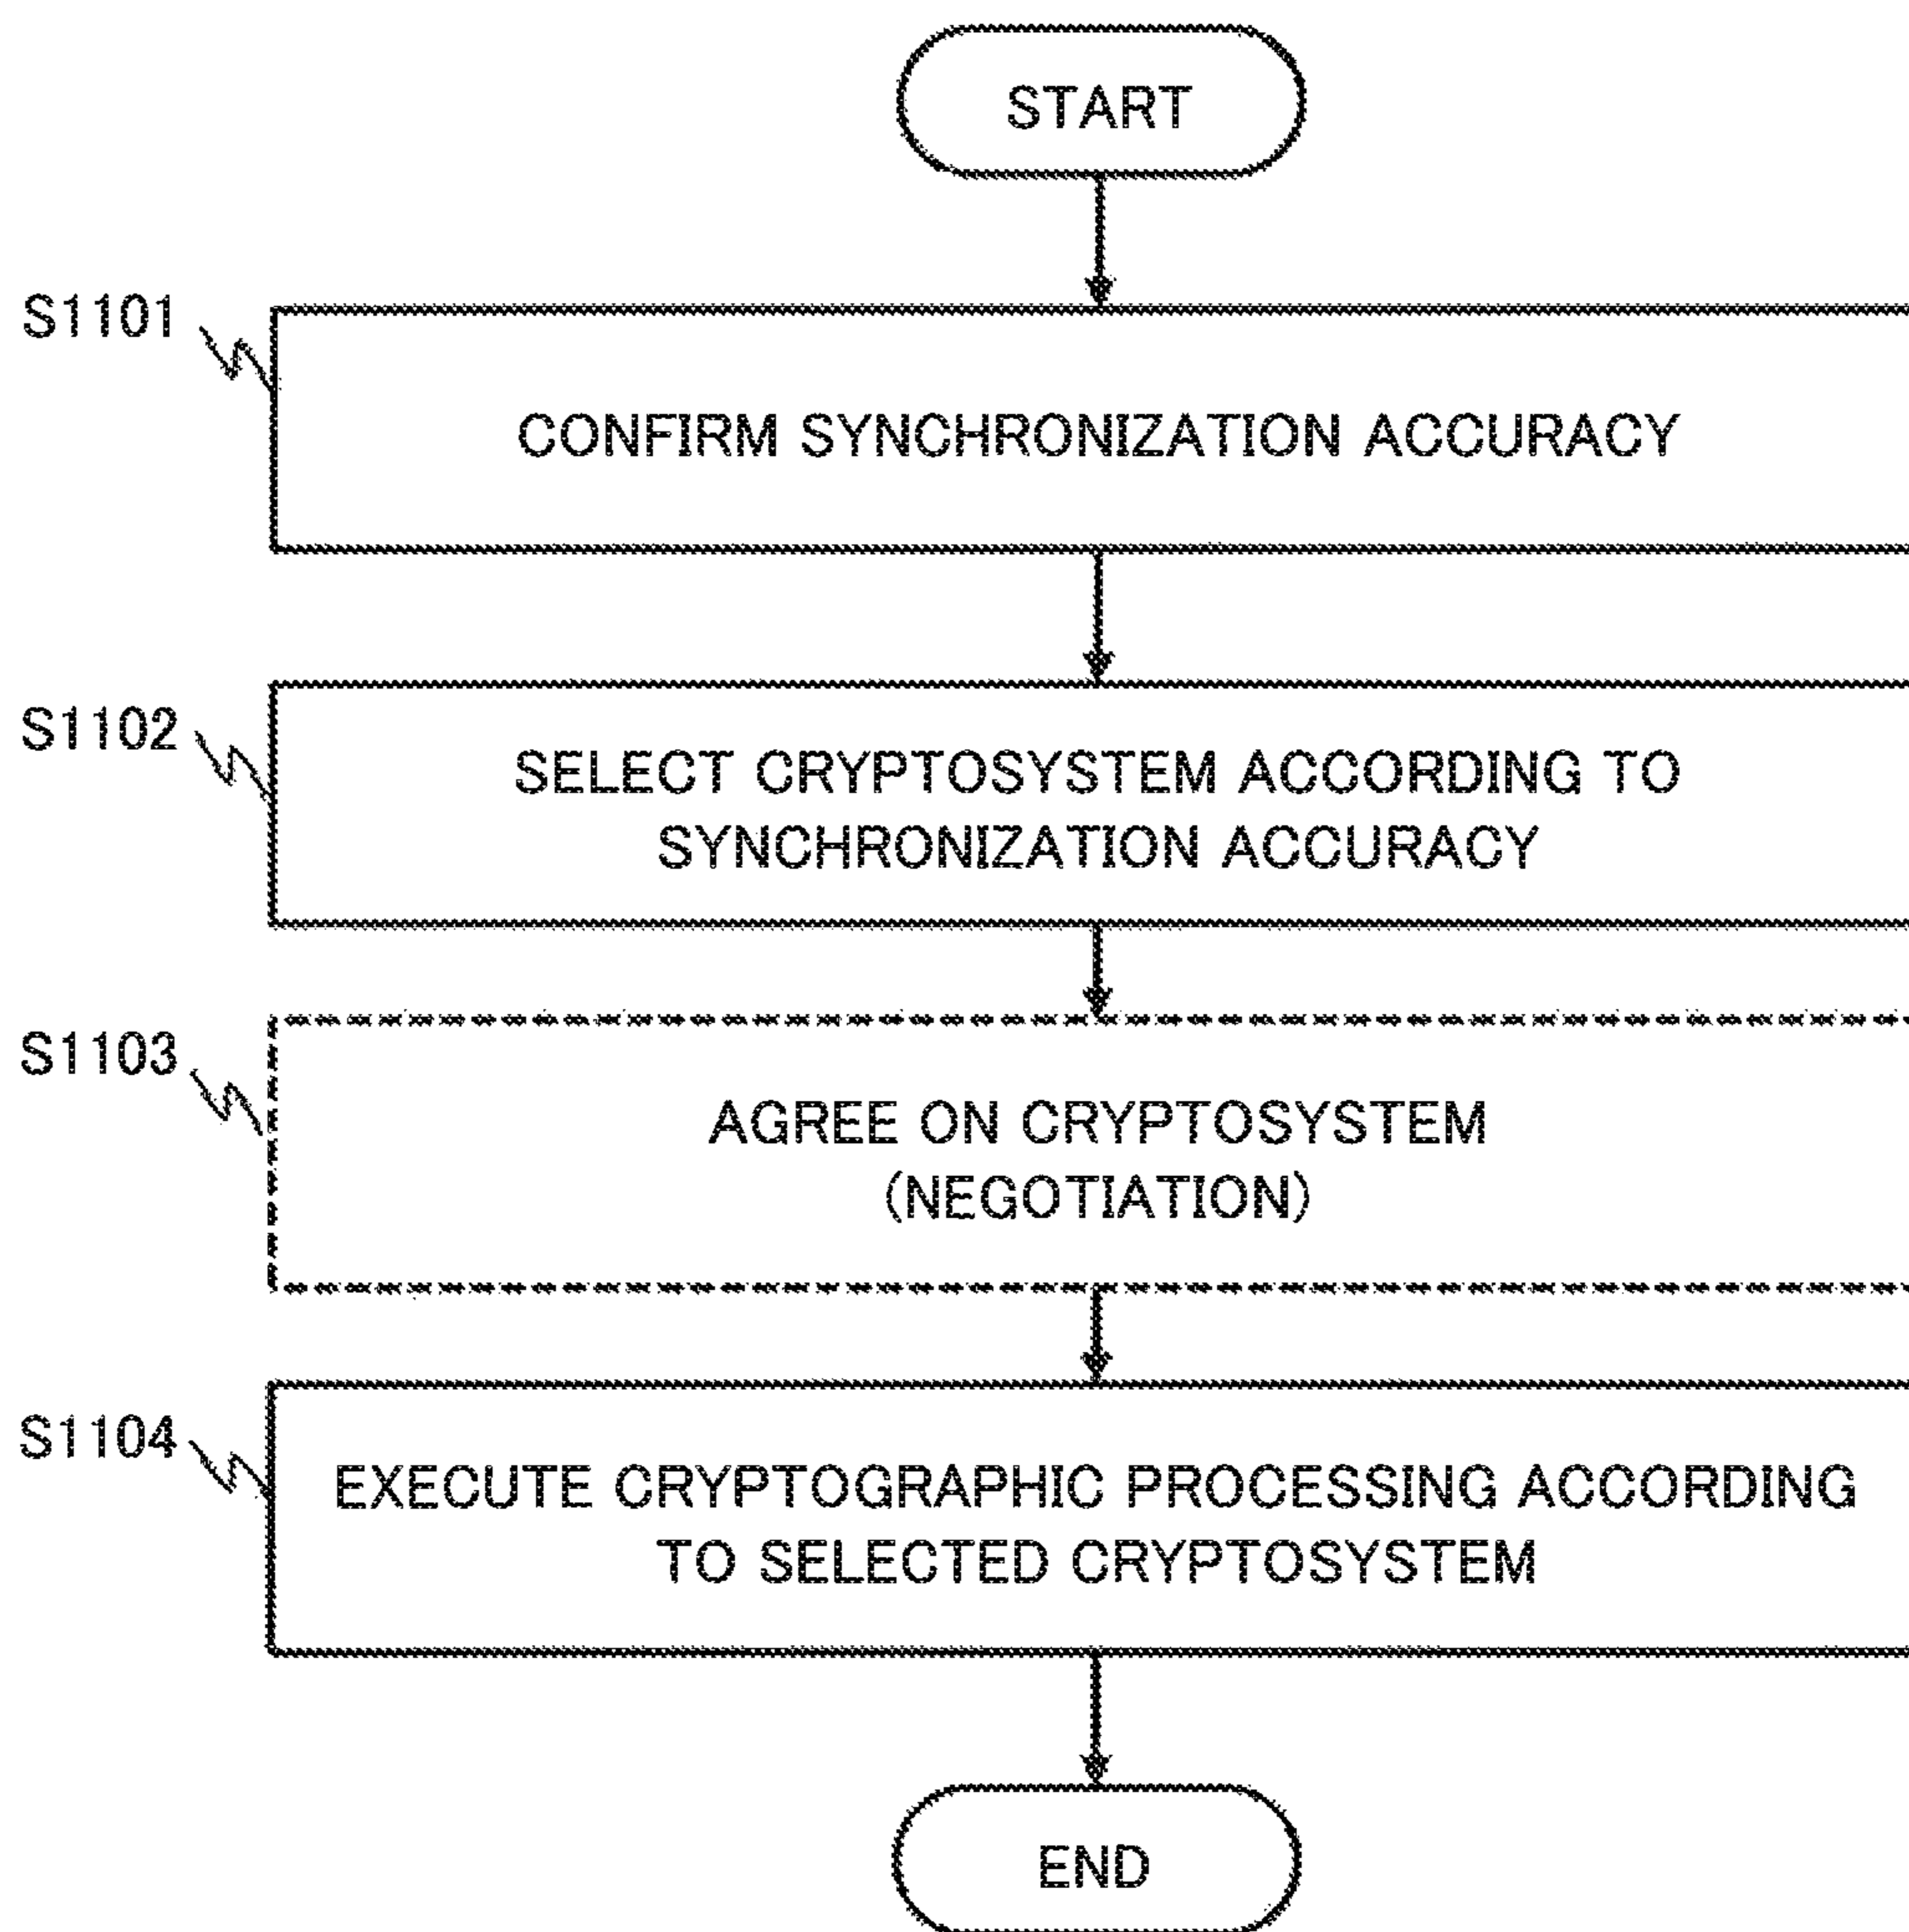 START
S1101
CONFIRM SYNCHRONIZATION ACCURACY
S1102
SELECT CRYPTOSYSTEM ACCORDING TO
SYNCHRONIZATION ACCURACY
S1103
AGREE ON CRYPTOSYSTEM
(NEGOTIATION)
S1104
EXECUTE CRYPTOGRAPHIC PROCESSING ACCORDING
TO SELECTED CRYPTOSYSTEM
END